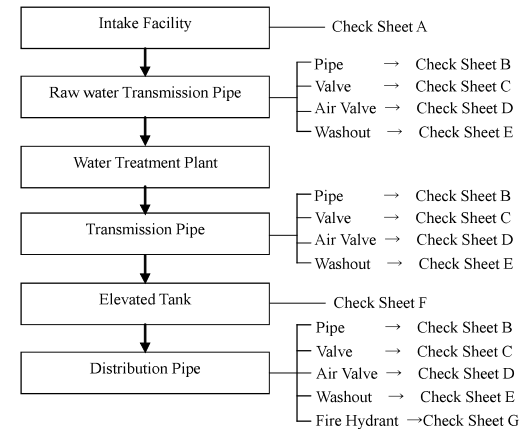 Intake Facility
Check Sheet A
Raw water Transmission Pipe
Pipe → Check Sheet B
Valve → Check Sheet C
Air Valve → Check Sheet D
Washout → Check Sheet E
Water Treatment Plant
Transmission Pipe
Pipe → Check Sheet B
Valve → Check Sheet C
Air Valve → Check Sheet D
Washout → Check Sheet E
Elevated Tank
Check Sheet F
Distribution Pipe
Pipe → Check Sheet B
Valve → Check Sheet C
Air Valve → Check Sheet D
Washout → Check Sheet E
Fire Hydrant →Check Sheet G